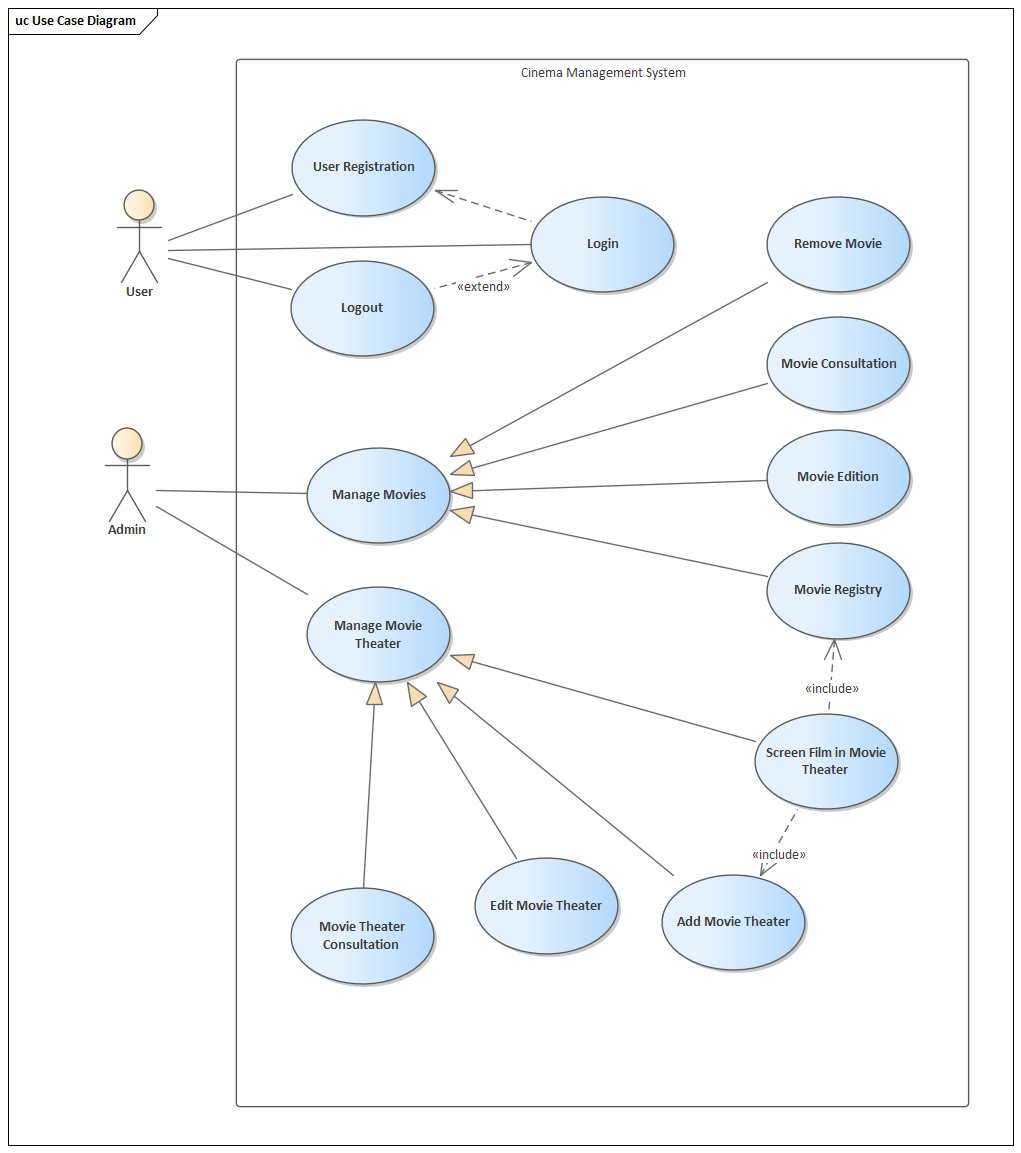 uc Use Case Diagram
Cinema Management System
User Registration
Login
Remove Movie
User
«extend»
Logout
Movie Consultation
Admin
Manage Movies
Movie Edition
Movie Registry
Manage Movie
Theater
«include»
Screen Film in Movie
Theater
«include»
Movie Theater
Consultation
Edit Movie Theater
Add Movie Theater